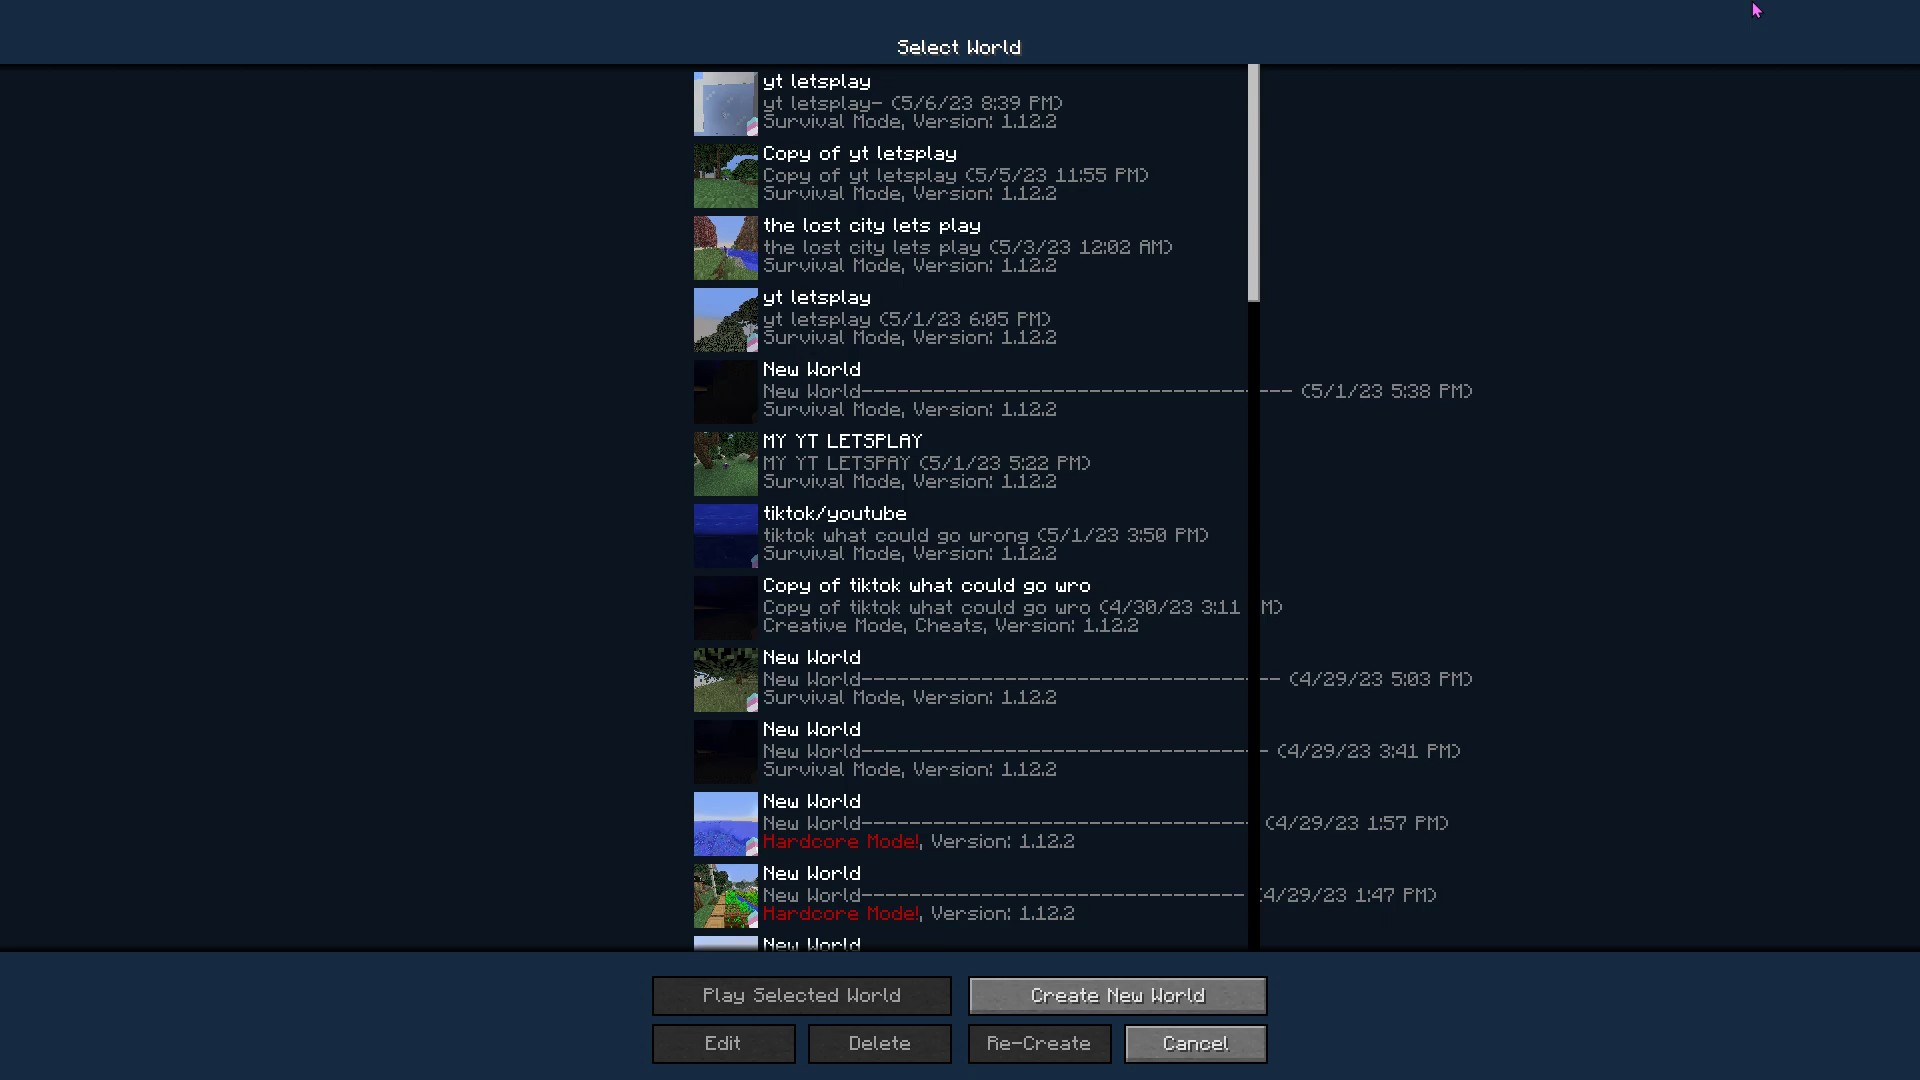 Select World
yt letsplay
yt letsplay- (5/6/23 8:39 PM)
Survival Mode, Version: 1.12.2
Copy of yt letsplay
Copy of yt letsplay (5/5/23 11:55 PM)
Survival Mode, Version: 1.12.2
the lost city lets play
the lost city lets play (5/3/23 12:02 AM)
Survival Mode, Version: 1.12.2
yt letsplay
yt letsplay (5/1/23 6:05 PM)
Survival Mode, Version: 1.12.2
New World
New World------------------------------------ (5/1/23 5:38 PM)
Survival Mode, Version: 1.12.2
MY YT LETSPLAY
MY YT LETSPAY (5/1/23 5:22 PM)
Survival Mode, Version: 1.12.2
tiktok/youtube
tiktok what could go wrong (5/1/23 3:50 PM)
Survival Mode, Version: 1.12.2
Copy of tiktok what could go wro
Copy of tiktok what could go wro (4/30/23 3:11 M)
Creative Mode, Cheats, Version: 1.12.2
New World
New World----------------------------------- (4/29/23 5:03 PM)
Survival Mode, Version: 1.12.2
New World
New World---------------------------------- (4/29/23 3:41 PM)
Survival Mode, Version: 1.12.2
New World
New World--------------------------------- (4/29/23 1:57 PM)
Hardcore Mode!, Version: 1.12.2
New World
New World-------------------------------- (4/29/23 1:47 PM)
Hardcore Mode!, Version: 1.12.2
New World
Play Selected World
Create New World
Edit
Delete
Re-Create
Cancel